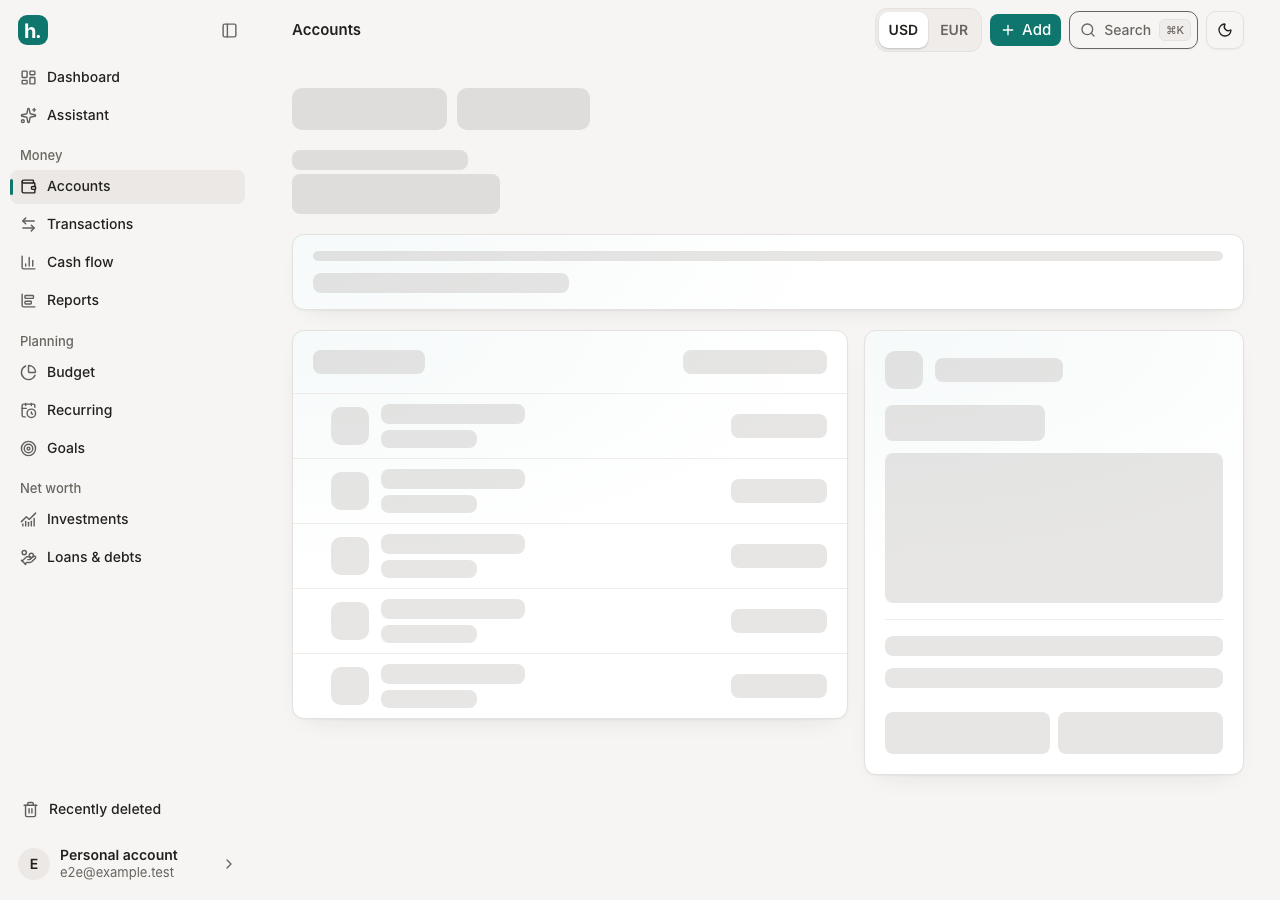 h.
Dashboard
Assistant
Money
Accounts
Transactions
Cash flow
Reports
Planning
Budget
Recurring
Goals
Net worth
Investments
Loans & debts
Recently deleted
E
Personal account
e2e@example.test
Accounts
USD
EUR
Add
Search
⌘K